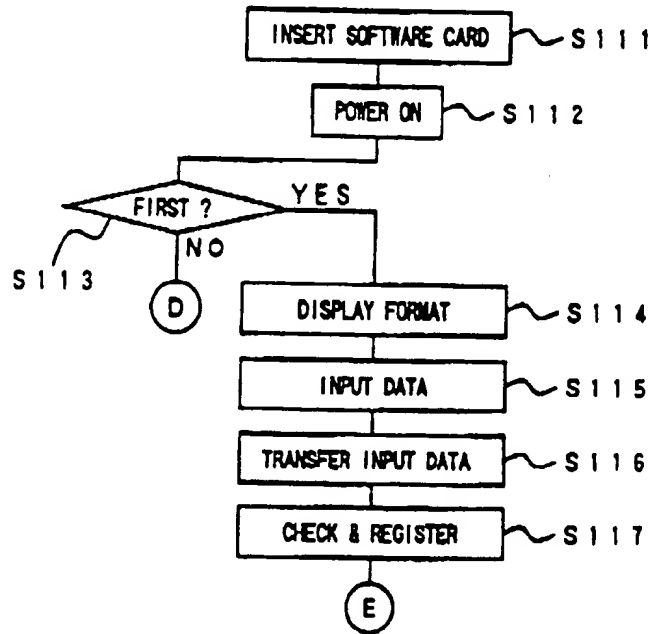 INSERT SOFTWARE CARD S111
POWER ON S112
FIRST ? YES
NO
S113
D
DISPLAY FORMAT S114
INPUT DATA S115
TRANSFER INPUT DATA S116
CHECK & REGISTER S117
E